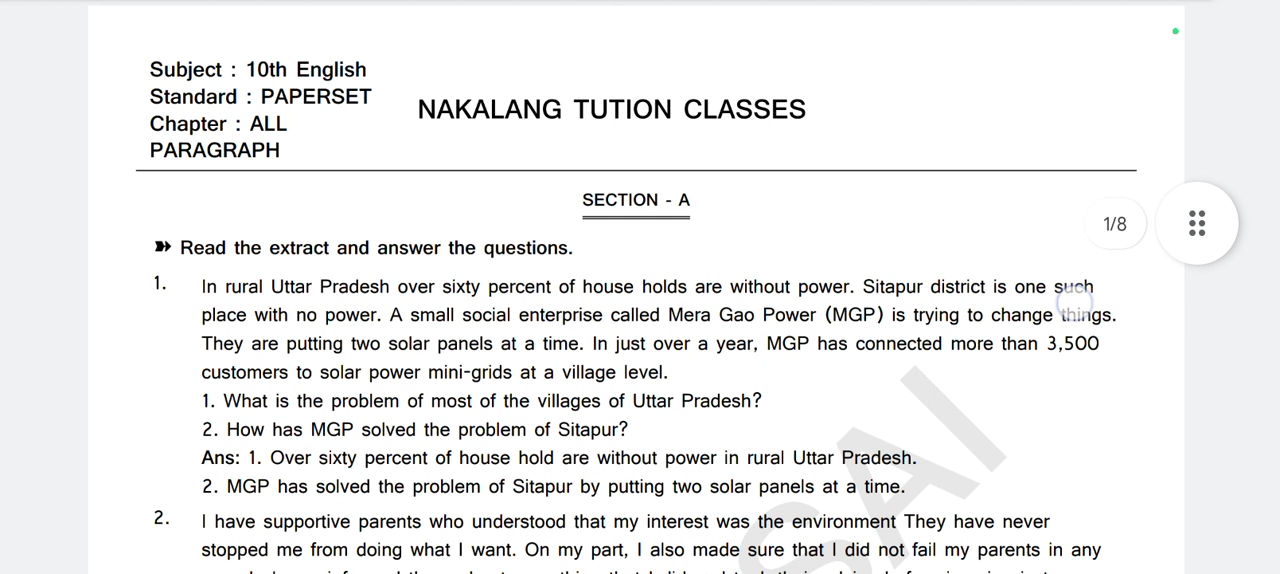 Subject : 10th English
Standard : PAPERSET
Chapter : ALL
PARAGRAPH
NAKALANG TUTION CLASSES
SECTION - A
Read the extract and answer the questions.
1/8
1. In rural Uttar Pradesh over sixty percent of house holds are without power. Sitapur district is one such
place with no power. A small social enterprise called Mera Gao Power (MGP) is trying to change things.
They are putting two solar panels at a time. In just over a year, MGP has connected more than 3,500
customers to solar power mini-grids at a village level.
1. What is the problem of most of the villages of Uttar Pradesh?
2. How has MGP solved the problem of Sitapur?
Ans: 1. Over sixty percent of house hold are without power in rural Uttar Pradesh.
2. MGP has solved the problem of Sitapur by putting two solar panels at a time.
2. I have supportive parents who understood that my interest was the environment They have never
stopped me from doing what I want. On my part, I also made sure that I did not fail my parents in any
SAI